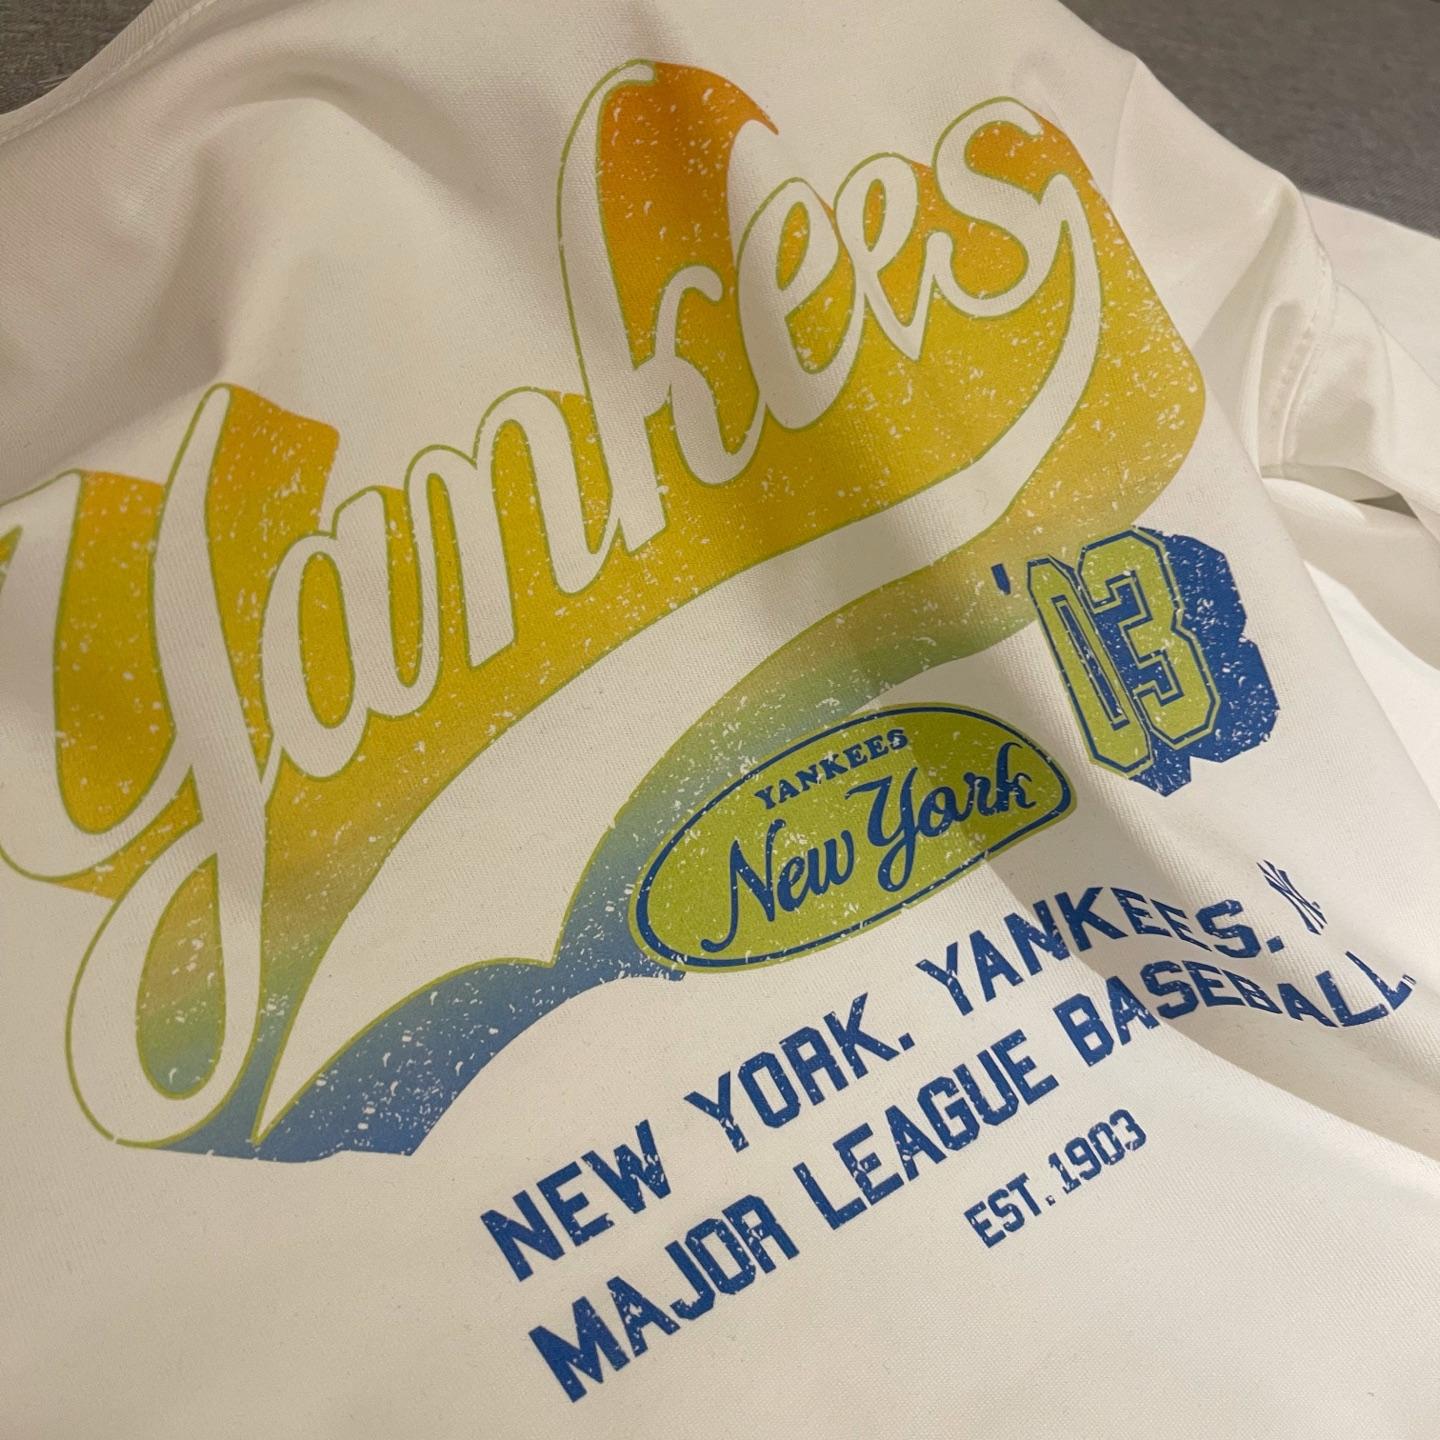 Yankees
'03
YANKEES
New York
NEW YORK. YANKEES. N.
MAJOR LEAGUE BASEBALL.
EST.1903